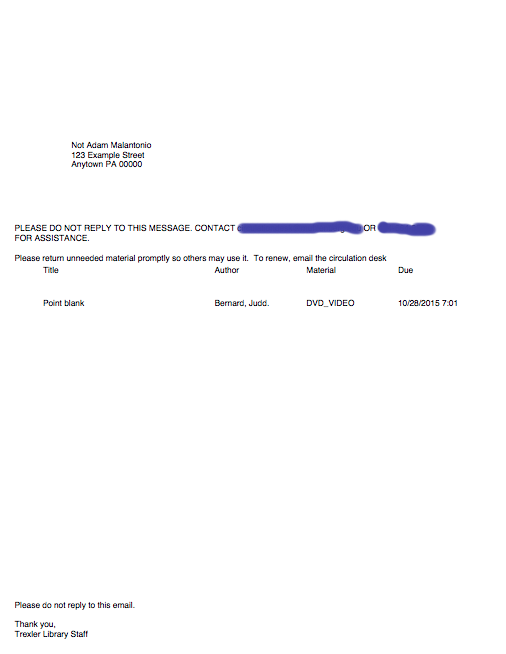 Not Adam Malantonio
123 Example Street
Anytown PA 00000
PLEASE DO NOT REPLY TO THIS MESSAGE. CONTACT OR
FOR ASSISTANCE.
Please return unneeded material promptly so others may use it. To renew, email the circulation desk
Title Author Material Due
Point blank Bernard, Judd. DVD_VIDEO 10/28/2015 7:01
Please do not reply to this email.
Thank you,
Trexler Library Staff